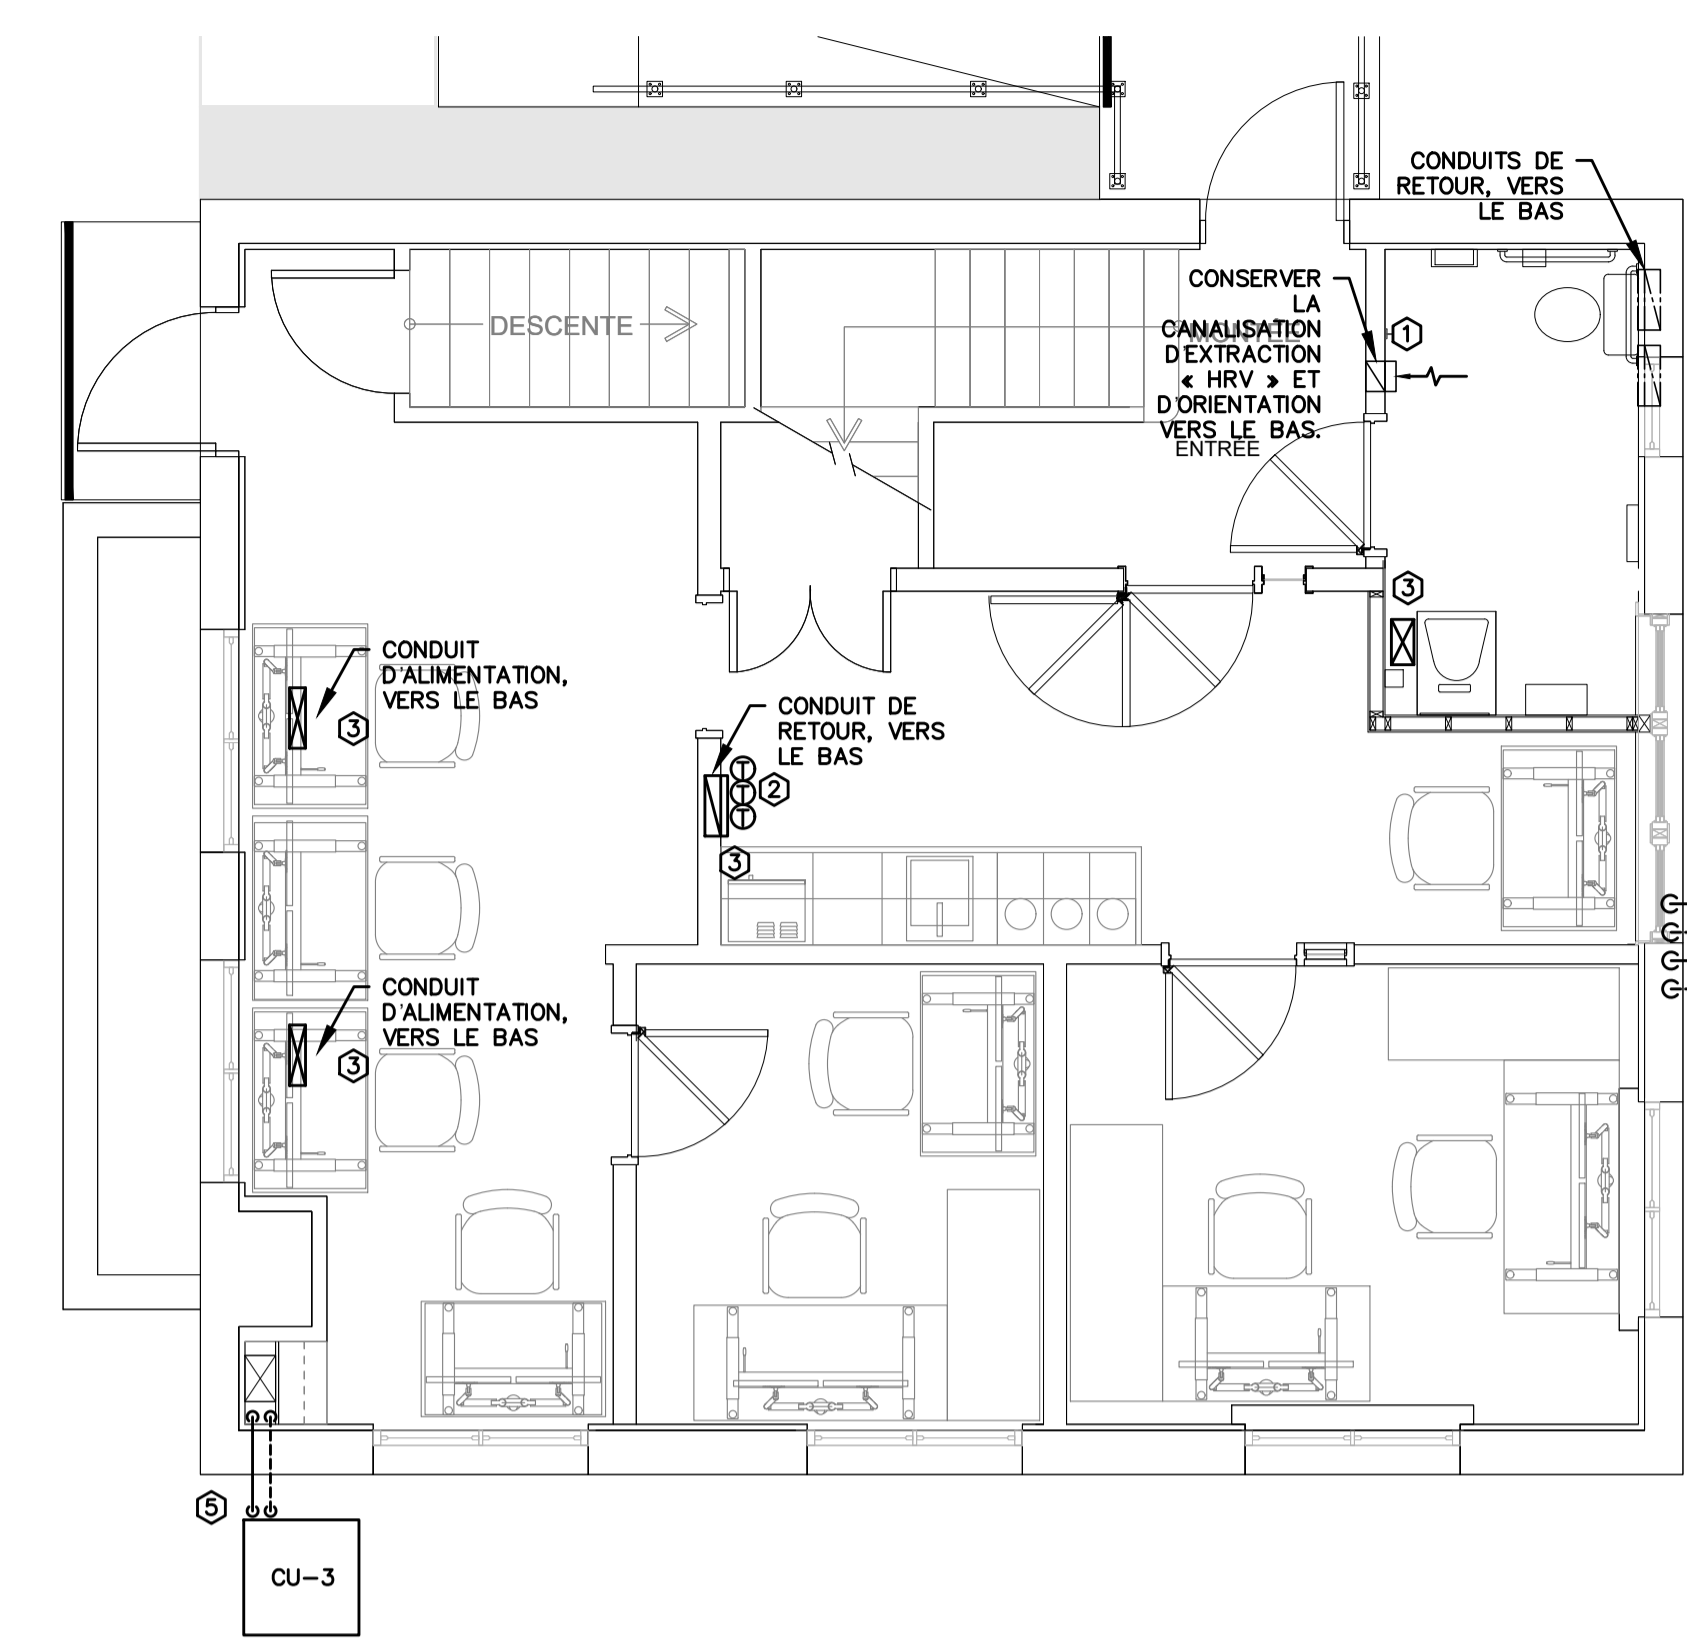 CONDUITS DE
RETOUR, VERS
LE BAS
CONSERVER
LA
CANALISATION
D'EXTRACTION
« HRV » ET
D'ORIENTATION
VERS LE BAS.
MONTÉE
ENTRÉE
DESCENTE
1
3
CONDUIT
D'ALIMENTATION,
VERS LE BAS
3
CONDUIT DE
RETOUR, VERS
LE BAS
T
T
T
2
3
CONDUIT
D'ALIMENTATION,
VERS LE BAS
3
5
CU-3